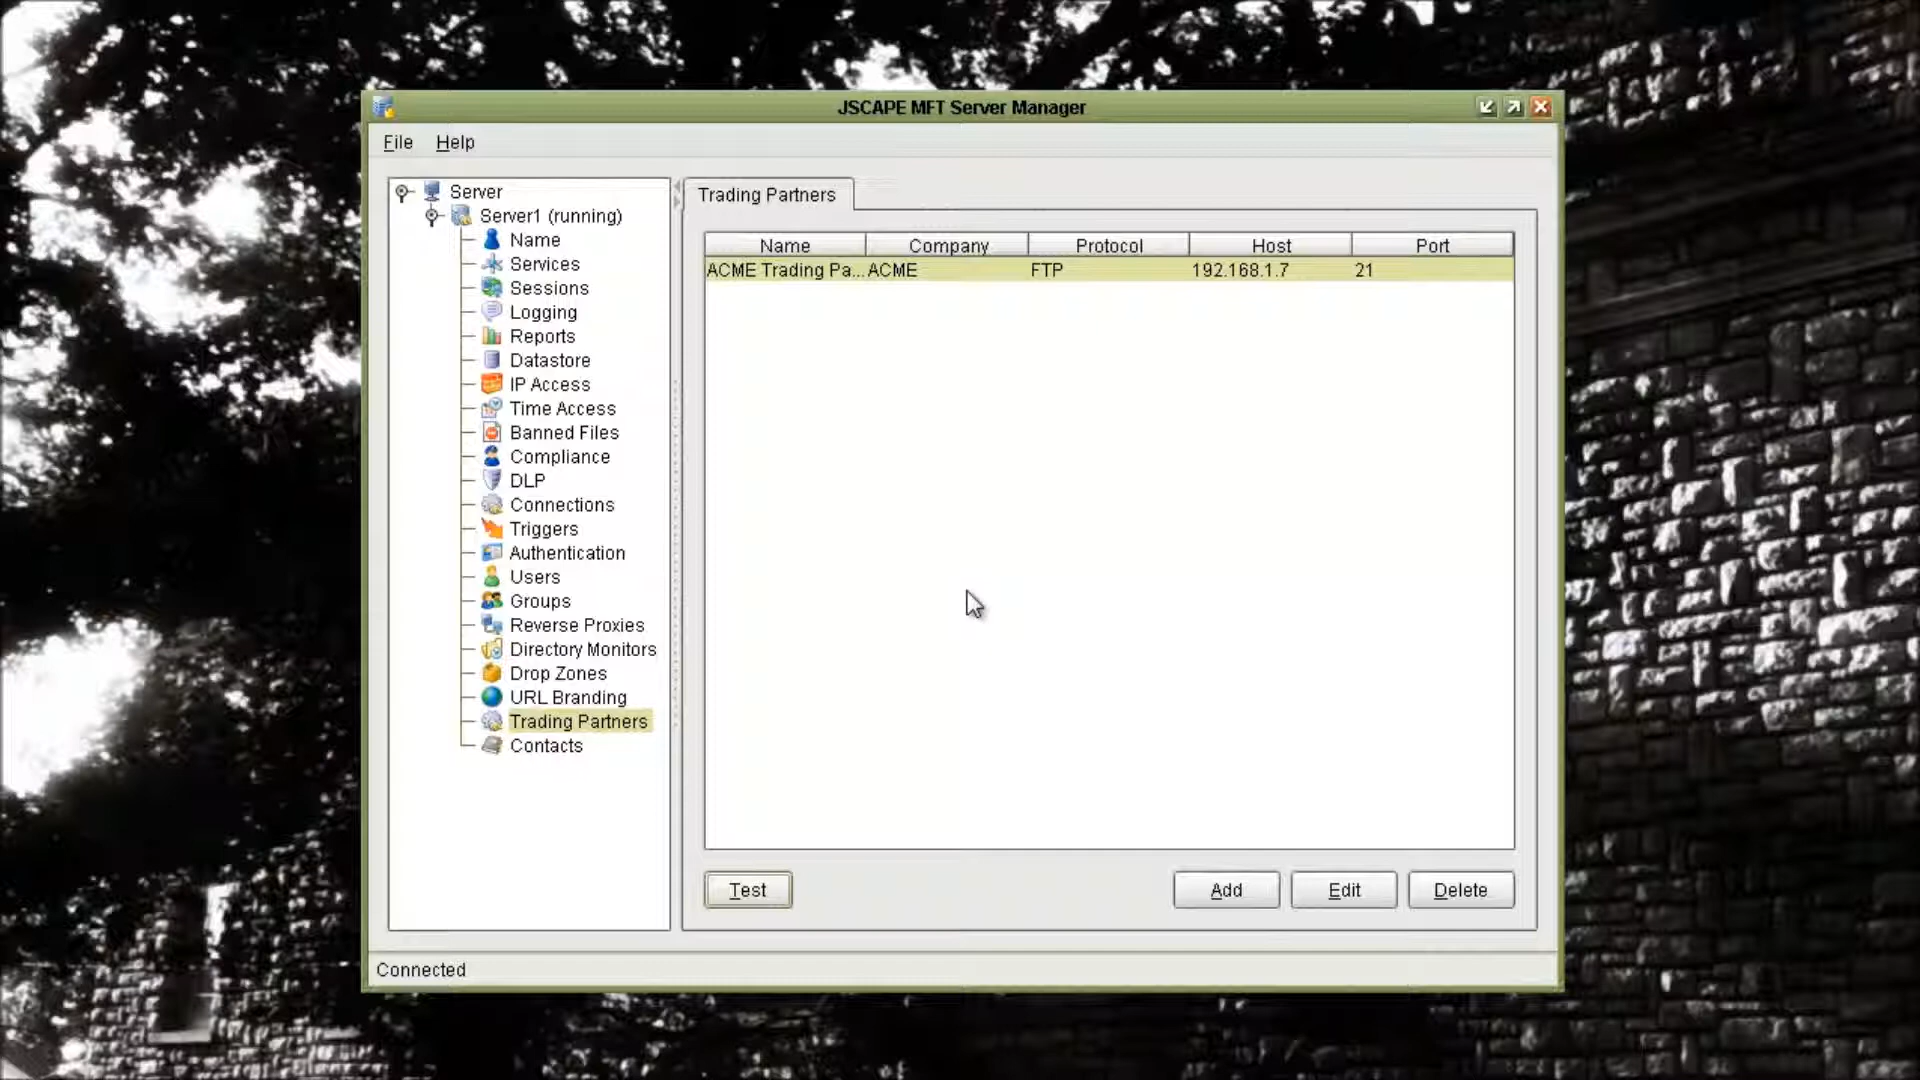 JSCAPE MFT Server Manager
File Help
Server
Server1 (running)
Name
Services
Sessions
Logging
Reports
Datastore
IP Access
Time Access
Banned Files
Compliance
DLP
Connections
Triggers
Authentication
Users
Groups
Reverse Proxies
Directory Monitors
Drop Zones
URL Branding
Trading Partners
Contacts
Trading Partners
Name Company Protocol Host Port
ACME Trading Pa... ACME FTP 192.168.1.7 21
Test Add Edit Delete
Connected